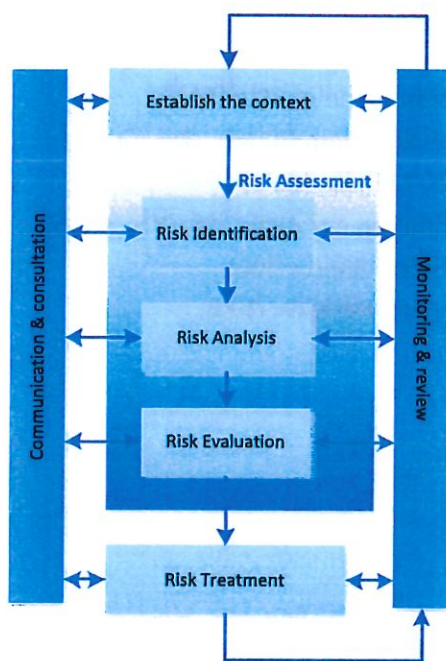 Establish the context
Risk Assessment
Risk Identification
Communication & consultation
Monitoring & review
Risk Analysis
Risk Evaluation
Risk Treatment